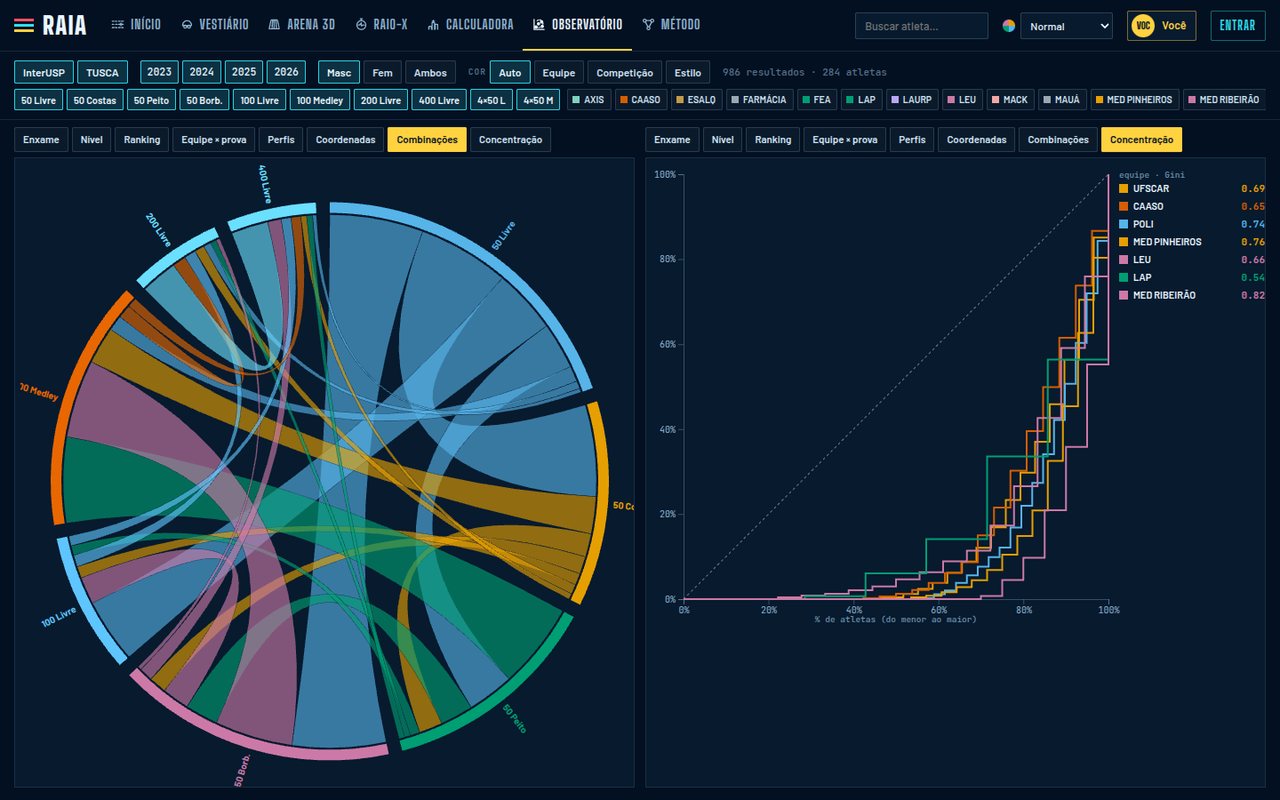 RAIA
INÍCIO
VESTIÁRIO
ARENA 3D
RAIO-X
CALCULADORA
OBSERVATÓRIO
MÉTODO
Buscar atleta...
Normal
VOC
Você
ENTRAR
InterUSP
TUSCA
2023
2024
2025
2026
Masc
Fem
Ambos
COR
Auto
Equipe
Competição
Estilo
986 resultados · 284 atletas
50 Livre
50 Costas
50 Peito
50 Borb.
100 Livre
100 Medley
200 Livre
400 Livre
4×50 L
4×50 M
AXIS
CAASO
ESALQ
FARMÁCIA
FEA
LAP
LAURP
LEU
MACK
MAUÁ
MED PINHEIROS
MED RIBEIRÃO
Enxame
Nível
Ranking
Equipe × prova
Perfis
Coordenadas
Combinações
Concentração
Enxame
Nível
Ranking
Equipe × prova
Perfis
Coordenadas
Combinações
Concentração
400 Livre
200 Livre
50 Livre
00 Medley
50 Co
100 Livre
50 Peito
50 Borb.
100%
80%
60%
40%
20%
0%
0%
20%
40%
60%
80%
100%
% de atletas (do menor ao maior)
equipe · Gini
UFSCAR 0.69
CAASO 0.65
POLI 0.74
MED PINHEIROS 0.76
LEU 0.66
LAP 0.54
MED RIBEIRÃO 0.82